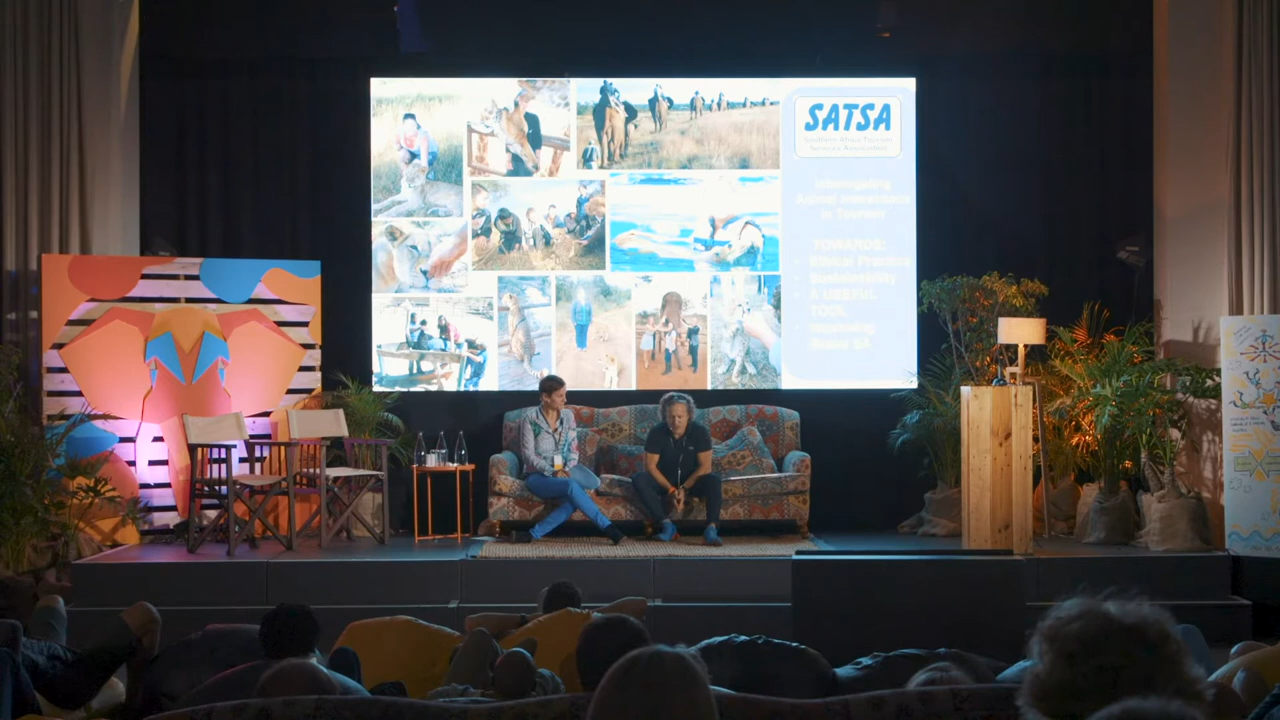 SATSA
Southern Africa Tourism
Services Association
Interrogating
Animal Interactions
in Tourism
TOWARDS:
Ethical Practice
Sustainability
A USEFUL
TOOL
Improving
Brand SA